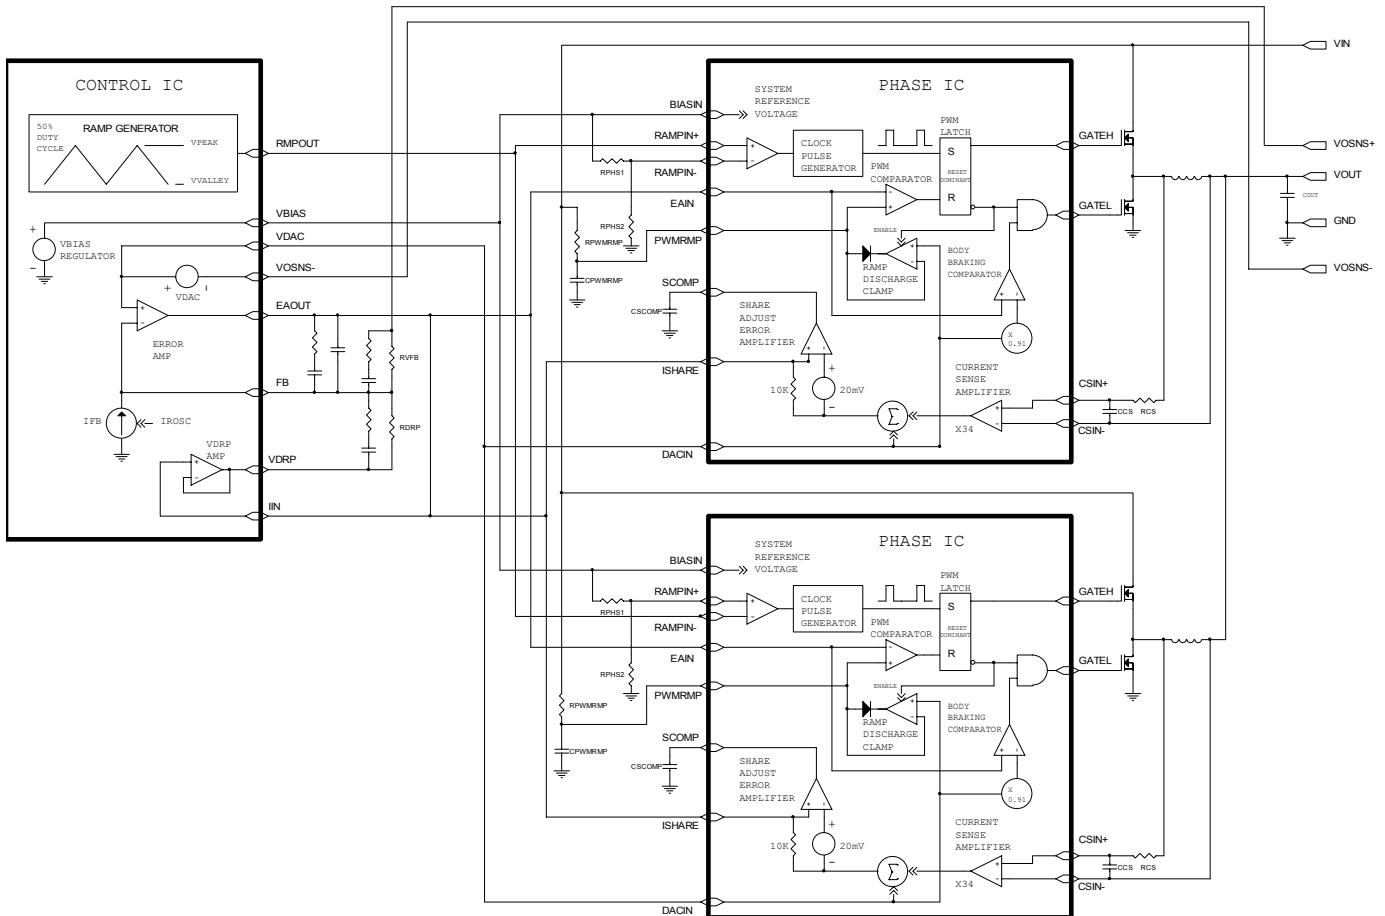 CONTROL IC
50%
DUTY
CYCLE
RAMP GENERATOR
VPEAK
VVALLEY
RMPOUT
VBIAS
+
VBIAS
REGULATOR
-
VDAC
VOSNS-
+
VDAC
-
EAOUT
+
-
ERROR
AMP
RVFB
FB
IFB
IROSC
RDRP
VDRP
AMP
+
-
VDRP
IIN
VIN
VOSNS+
VOUT
COUT
GND
VOSNS-
PHASE IC
BIASIN
SYSTEM
REFERENCE
VOLTAGE
RAMPIN+
RPHS1
RAMPIN-
+
-
CLOCK
PULSE
GENERATOR
PWM
LATCH
S
RESET
DOMINANT
R
GATEH
PWM
COMPARATOR
-
+
EAIN
RPHS2
RPWMRMP
PWMRMP
CPWMRMP
ENABLE
+
-
RAMP
DISCHARGE
CLAMP
BODY
BRAKING
COMPARATOR
+
-
GATEL
SCOMP
CSCOMP
SHARE
ADJUST
ERROR
AMPLIFIER
+
-
X
0.91
ISHARE
10K
+
20mV
-
Σ
CURRENT
SENSE
AMPLIFIER
+
-
X34
CSIN+
CCS
RCS
CSIN-
DACIN
PHASE IC
BIASIN
SYSTEM
REFERENCE
VOLTAGE
RAMPIN+
RPHS1
RAMPIN-
+
-
CLOCK
PULSE
GENERATOR
PWM
LATCH
S
RESET
DOMINANT
R
GATEH
PWM
COMPARATOR
-
+
EAIN
RPHS2
PWMRMP
RPWMRMP
CPWMRMP
ENABLE
+
-
RAMP
DISCHARGE
CLAMP
BODY
BRAKING
COMPARATOR
+
-
GATEL
SCOMP
CSCOMP
SHARE
ADJUST
ERROR
AMPLIFIER
+
-
X
0.91
ISHARE
10K
+
20mV
-
Σ
CURRENT
SENSE
AMPLIFIER
+
-
X34
CSIN+
CCS
RCS
CSIN-
DACIN